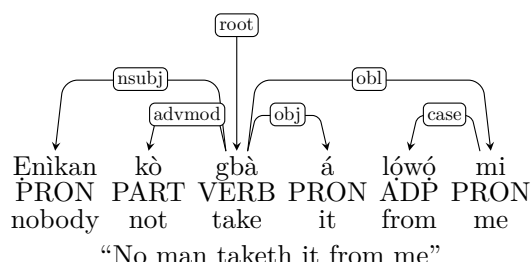 root
nsubj obl
advmod obj case
Ẹnìkan kò gbà á lọ́wọ́ mi
PRON PART VERB PRON ADP PRON
nobody not take it from me
“No man taketh it from me”